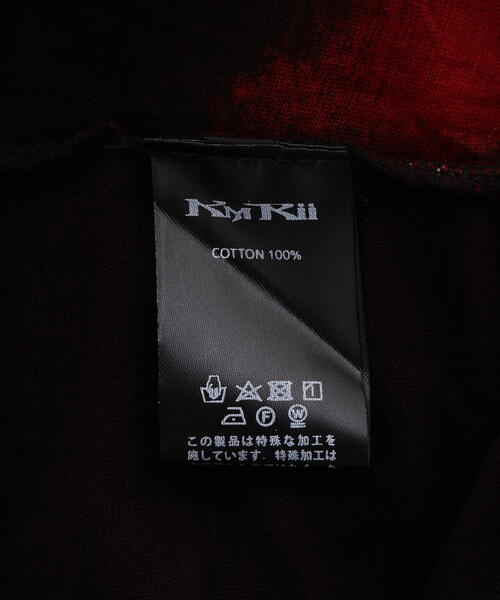 KMRii
COTTON 100%
F W
この製品は特殊な加工を
施しています。特殊加工は